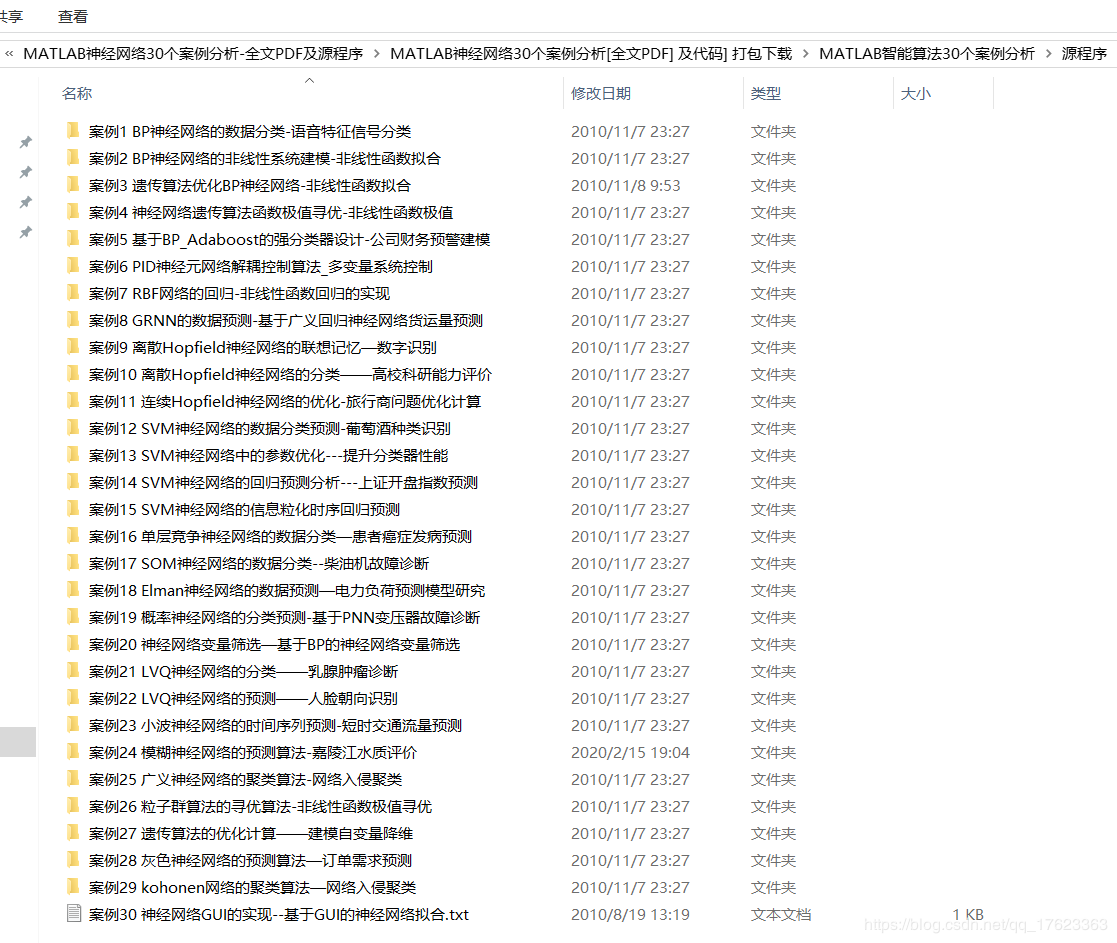 共享 查看
« MATLAB神经网络30个案例分析-全文PDF及源程序 › MATLAB神经网络30个案例分析[全文PDF] 及代码] 打包下载 › MATLAB智能算法30个案例分析 › 源程序
名称 修改日期 类型 大小
案例1 BP神经网络的数据分类-语音特征信号分类 2010/11/7 23:27 文件夹
案例2 BP神经网络的非线性系统建模-非线性函数拟合 2010/11/7 23:27 文件夹
案例3 遗传算法优化BP神经网络-非线性函数拟合 2010/11/8 9:53 文件夹
案例4 神经网络遗传算法函数极值寻优-非线性函数极值 2010/11/7 23:27 文件夹
案例5 基于BP_Adaboost的强分类器设计-公司财务预警建模 2010/11/7 23:27 文件夹
案例6 PID神经元网络解耦控制算法_多变量系统控制 2010/11/7 23:27 文件夹
案例7 RBF网络的回归-非线性函数回归的实现 2010/11/7 23:27 文件夹
案例8 GRNN的数据预测-基于广义回归神经网络货运量预测 2010/11/7 23:27 文件夹
案例9 离散Hopfield神经网络的联想记忆—数字识别 2010/11/7 23:27 文件夹
案例10 离散Hopfield神经网络的分类——高校科研能力评价 2010/11/7 23:27 文件夹
案例11 连续Hopfield神经网络的优化-旅行商问题优化计算 2010/11/7 23:27 文件夹
案例12 SVM神经网络的数据分类预测-葡萄酒种类识别 2010/11/7 23:27 文件夹
案例13 SVM神经网络中的参数优化---提升分类器性能 2010/11/7 23:27 文件夹
案例14 SVM神经网络的回归预测分析---上证开盘指数预测 2010/11/7 23:27 文件夹
案例15 SVM神经网络的信息粒化时序回归预测 2010/11/7 23:27 文件夹
案例16 单层竞争神经网络的数据分类—患者癌症发病预测 2010/11/7 23:27 文件夹
案例17 SOM神经网络的数据分类--柴油机故障诊断 2010/11/7 23:27 文件夹
案例18 Elman神经网络的数据预测—电力负荷预测模型研究 2010/11/7 23:27 文件夹
案例19 概率神经网络的分类预测-基于PNN变压器故障诊断 2010/11/7 23:27 文件夹
案例20 神经网络变量筛选—基于BP的神经网络变量筛选 2010/11/7 23:27 文件夹
案例21 LVQ神经网络的分类——乳腺肿瘤诊断 2010/11/7 23:27 文件夹
案例22 LVQ神经网络的预测——人脸朝向识别 2010/11/7 23:27 文件夹
案例23 小波神经网络的时间序列预测-短时交通流量预测 2010/11/7 23:27 文件夹
案例24 模糊神经网络的预测算法-嘉陵江水质评价 2020/2/15 19:04 文件夹
案例25 广义神经网络的聚类算法-网络入侵聚类 2010/11/7 23:27 文件夹
案例26 粒子群算法的寻优算法-非线性函数极值寻优 2010/11/7 23:27 文件夹
案例27 遗传算法的优化计算——建模自变量降维 2010/11/7 23:27 文件夹
案例28 灰色神经网络的预测算法—订单需求预测 2010/11/7 23:27 文件夹
案例29 kohonen网络的聚类算法—网络入侵聚类 2010/11/7 23:27 文件夹
案例30 神经网络GUI的实现--基于GUI的神经网络拟合.txt 2010/8/19 13:19 文本文档 1 KB
https://blog.csdn.net/qq_17623363